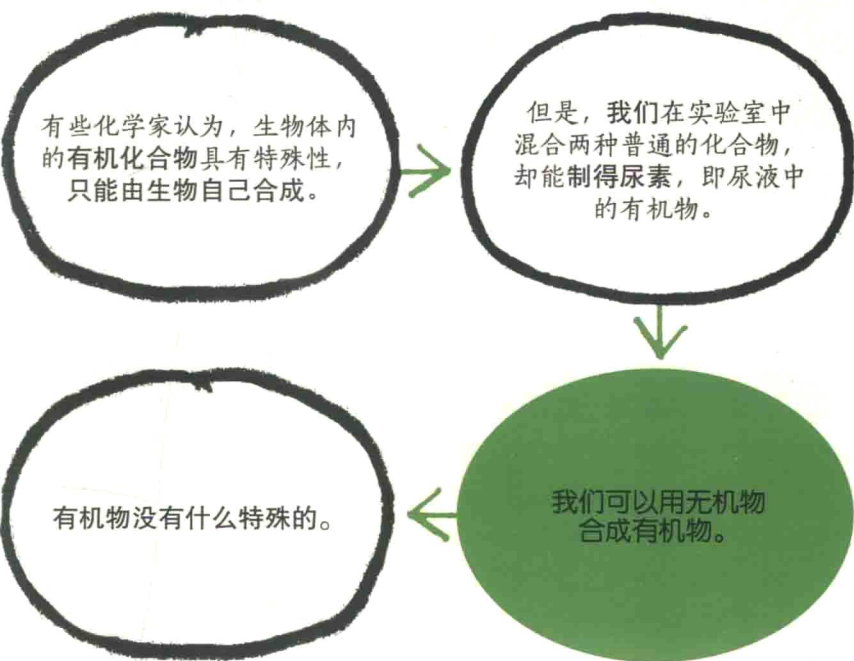 有些化学家认为，生物体内
的有机化合物具有特殊性，
只能由生物自己合成。
但是，我们在实验室中
混合两种普通的化合物，
却能制得尿素，即尿液中
的有机物。
我们可以用无机物
合成有机物。
有机物没有什么特殊的。